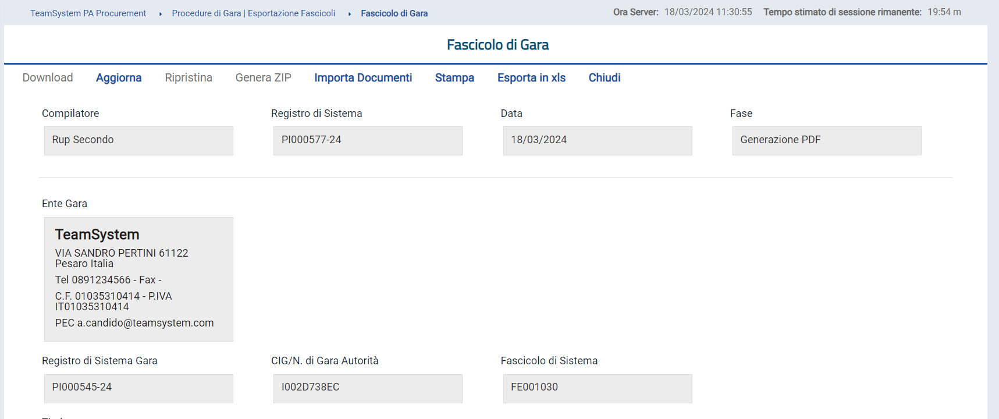 TeamSystem PA Procurement ▸ Procedure di Gara | Esportazione Fascicoli ▸ Fascicolo di Gara Ora Server: 18/03/2024 11:30:55 Tempo stimato di sessione rimanente: 19:54 m
Fascicolo di Gara
Download Aggiorna Ripristina Genera ZIP Importa Documenti Stampa Esporta in xls Chiudi
Compilatore Registro di Sistema Data Fase
Rup Secondo PI000577-24 18/03/2024 Generazione PDF
Ente Gara
TeamSystem
VIA SANDRO PERTINI 61122
Pesaro Italia
Tel 0891234566 - Fax -
C.F. 01035310414 - P.IVA
IT01035310414
PEC a.candido@teamsystem.com
Registro di Sistema Gara CIG/N. di Gara Autorità Fascicolo di Sistema
PI000545-24 I002D738EC FE001030